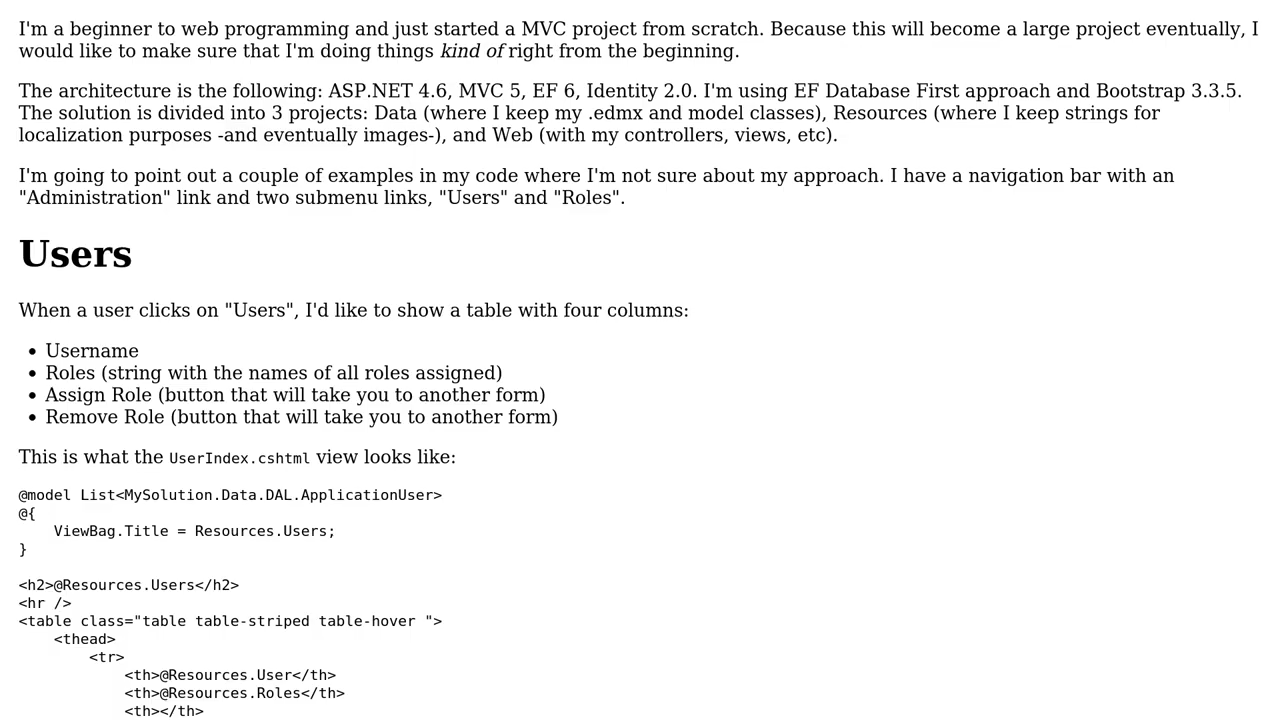 I'm a beginner to web programming and just started a MVC project from scratch. Because this will become a large project eventually, I
would like to make sure that I'm doing things kind of right from the beginning.
The architecture is the following: ASP.NET 4.6, MVC 5, EF 6, Identity 2.0. I'm using EF Database First approach and Bootstrap 3.3.5.
The solution is divided into 3 projects: Data (where I keep my .edmx and model classes), Resources (where I keep strings for
localization purposes -and eventually images-), and Web (with my controllers, views, etc).
I'm going to point out a couple of examples in my code where I'm not sure about my approach. I have a navigation bar with an
"Administration" link and two submenu links, "Users" and "Roles".
Users
When a user clicks on "Users", I'd like to show a table with four columns:
• Username
• Roles (string with the names of all roles assigned)
• Assign Role (button that will take you to another form)
• Remove Role (button that will take you to another form)
This is what the UserIndex.cshtml view looks like:
@model List<MySolution.Data.DAL.ApplicationUser>
@{
    ViewBag.Title = Resources.Users;
}
<h2>@Resources.Users</h2>
<hr />
<table class="table table-striped table-hover ">
    <thead>
        <tr>
            <th>@Resources.User</th>
            <th>@Resources.Roles</th>
            <th></th>